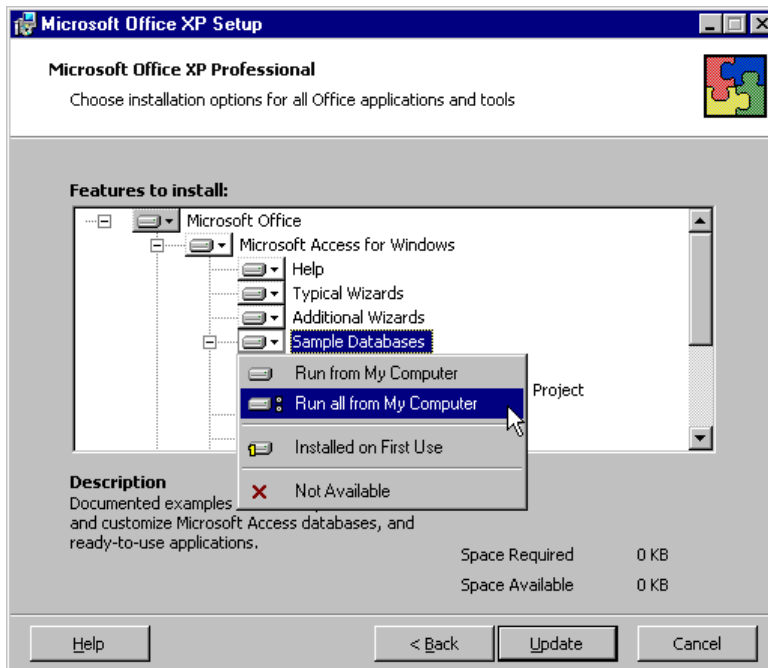 Microsoft Office XP Setup
Microsoft Office XP Professional
Choose installation options for all Office applications and tools
Features to install:
Microsoft Office
Microsoft Access for Windows
Help
Typical Wizards
Additional Wizards
Sample Databases
Run from My Computer
Project
Run all from My Computer
Installed on First Use
Not Available
Description
Documented examples
and customize Microsoft Access databases, and
ready-to-use applications.
Space Required 0 KB
Space Available 0 KB
Help
< Back
Update
Cancel